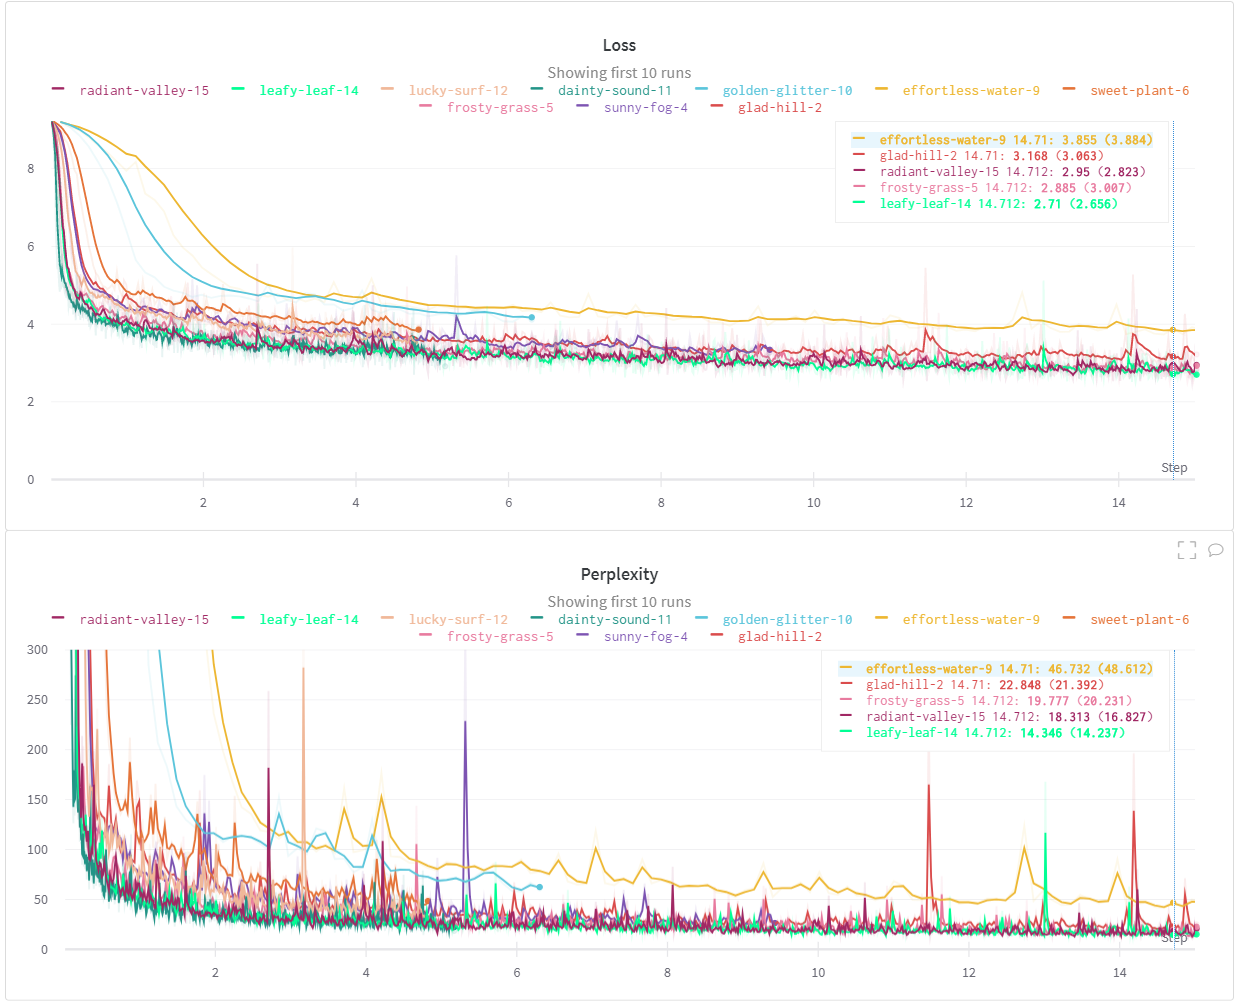 Loss
Showing first 10 runs
radiant-valley-15 leafy-leaf-14 lucky-surf-12 dainty-sound-11 golden-glitter-10 effortless-water-9 sweet-plant-6
frosty-grass-5 sunny-fog-4 glad-hill-2
effortless-water-9 14.71: 3.855 (3.884)
glad-hill-2 14.71: 3.168 (3.063)
radiant-valley-15 14.712: 2.95 (2.823)
frosty-grass-5 14.712: 2.885 (3.007)
leafy-leaf-14 14.712: 2.71 (2.656)
8
6
4
2
0
Step
2 4 6 8 10 12 14
Perplexity
Showing first 10 runs
radiant-valley-15 leafy-leaf-14 lucky-surf-12 dainty-sound-11 golden-glitter-10 effortless-water-9 sweet-plant-6
frosty-grass-5 sunny-fog-4 glad-hill-2
effortless-water-9 14.71: 46.732 (48.612)
glad-hill-2 14.71: 22.848 (21.392)
frosty-grass-5 14.712: 19.777 (20.231)
radiant-valley-15 14.712: 18.313 (16.827)
leafy-leaf-14 14.712: 14.346 (14.237)
300
250
200
150
100
50
0
Step
2 4 6 8 10 12 14